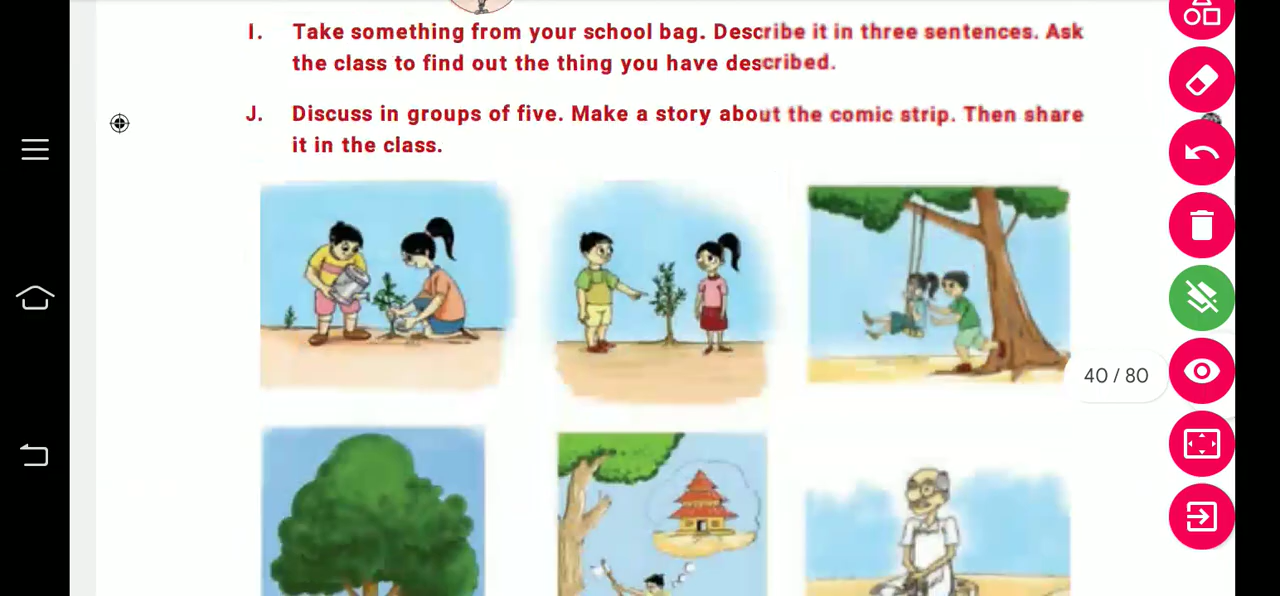 I. Take something from your school bag. Describe it in three sentences. Ask
the class to find out the thing you have described.
J. Discuss in groups of five. Make a story about the comic strip. Then share
it in the class.
40 / 80